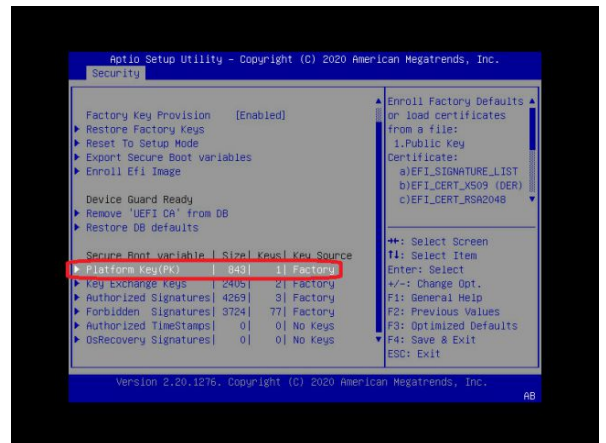 Aptio Setup Utility – Copyright (C) 2020 American Megatrends, Inc.
Security
Factory Key Provision [Enabled]
Restore Factory Keys
Reset To Setup Mode
Export Secure Boot variables
Enroll Efi Image
Device Guard Ready
Remove 'UEFI CA' from DB
Restore DB defaults
Secure Boot variable | Size| Keys| Key Source
Platform Key(PK) | 843| 1| Factory
Key Exchange Keys | 2405| 2| Factory
Authorized Signatures| 4269| 3| Factory
Forbidden Signatures| 3724| 77| Factory
Authorized TimeStamps| 0| 0| No Keys
OsRecovery Signatures| 0| 0| No Keys
Enroll Factory Defaults
or load certificates
from a file:
1.Public Key
Certificate:
a)EFI_SIGNATURE_LIST
b)EFI_CERT_X509 (DER)
c)EFI_CERT_RSA2048
→←: Select Screen
↑↓: Select Item
Enter: Select
+/-: Change Opt.
F1: General Help
F2: Previous Values
F3: Optimized Defaults
F4: Save & Exit
ESC: Exit
Version 2.20.1276. Copyright (C) 2020 American Megatrends, Inc.
AB